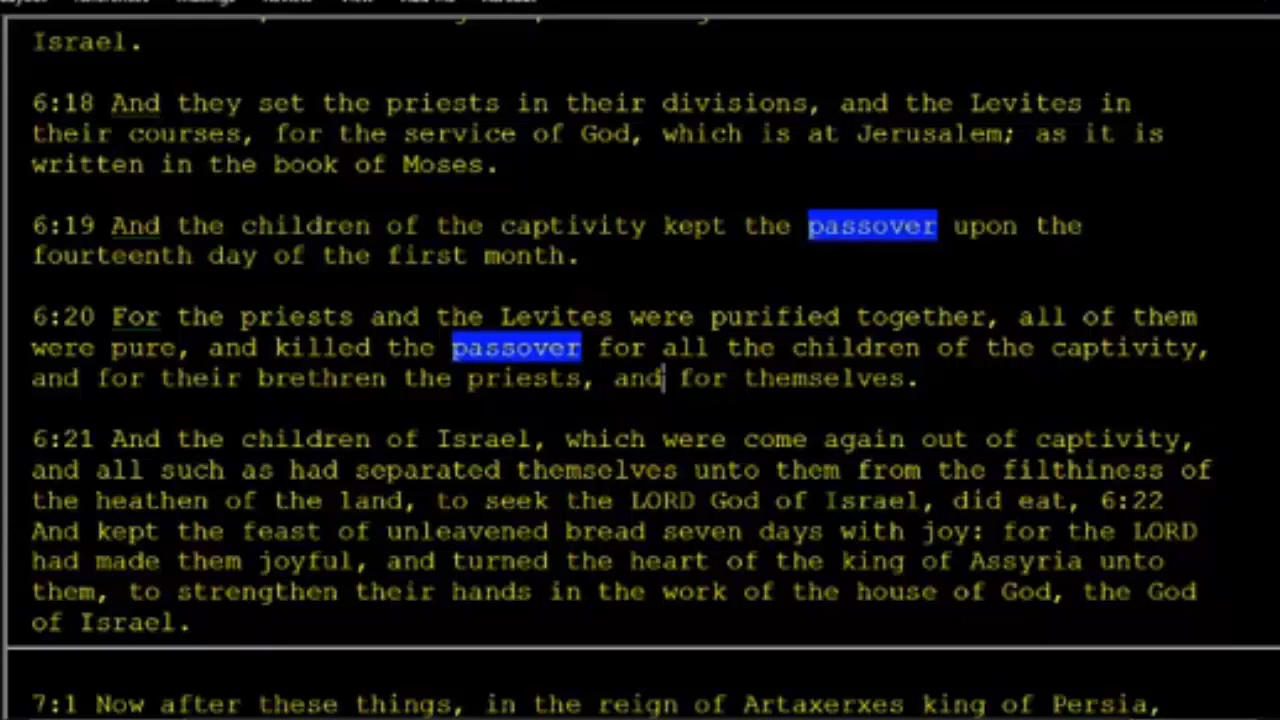 Israel.
6:18 And they set the priests in their divisions, and the Levites in
their courses, for the service of God, which is at Jerusalem; as it is
written in the book of Moses.
6:19 And the children of the captivity kept the passover upon the
fourteenth day of the first month.
6:20 For the priests and the Levites were purified together, all of them
were pure, and killed the passover for all the children of the captivity,
and for their brethren the priests, and for themselves.
6:21 And the children of Israel, which were come again out of captivity,
and all such as had separated themselves unto them from the filthiness of
the heathen of the land, to seek the LORD God of Israel, did eat, 6:22
And kept the feast of unleavened bread seven days with joy: for the LORD
had made them joyful, and turned the heart of the king of Assyria unto
them, to strengthen their hands in the work of the house of God, the God
of Israel.
7:1 Now after these things, in the reign of Artaxerxes king of Persia,